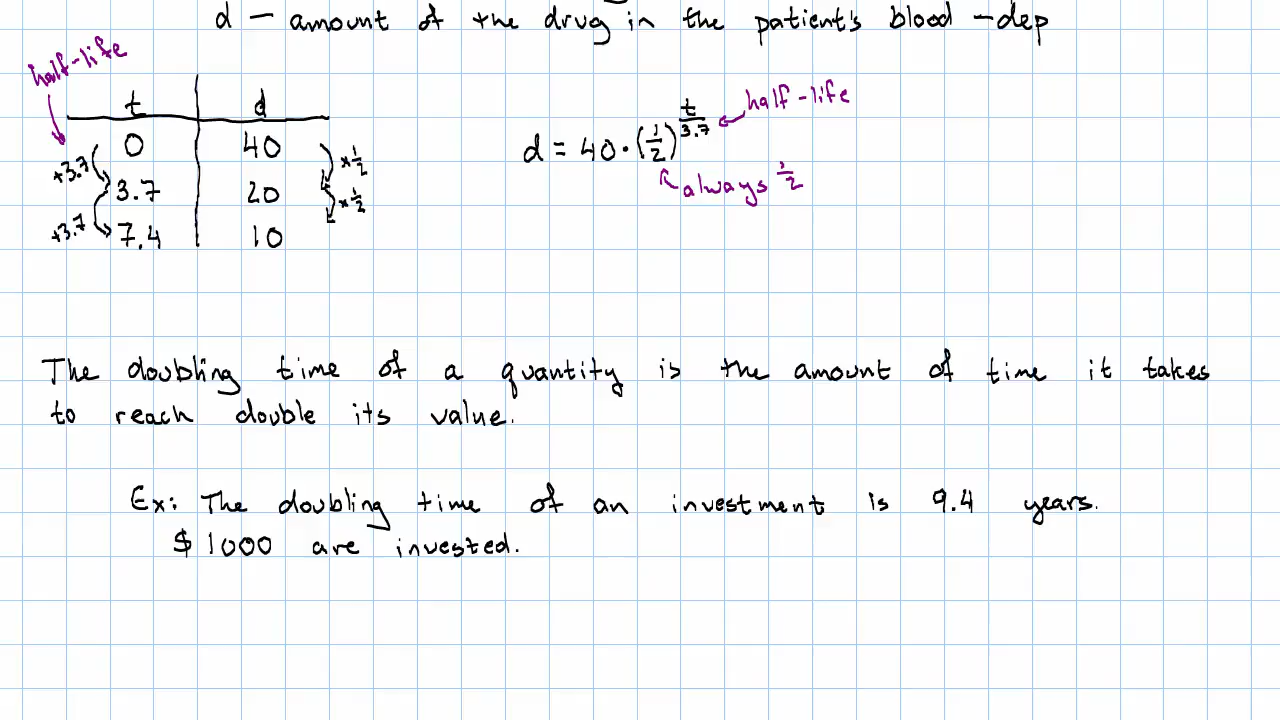 d — amount of the drug in the patient's blood - dep
half-life
t d
0 40
3.7 20
7.4 10
+3.7
+3.7
×1/2
×1/2
d = 40 · (1/2)^(t/3.7)
half-life
always 1/2
The doubling time of a quantity is the amount of time it takes
to reach double its value.
Ex: The doubling time of an investment is 9.4 years.
$1000 are invested.